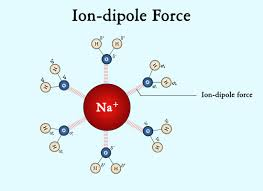 Ion-dipole Force
H H
O
H H O
O H H
Na⁺
Ion-dipole force
H H O
O H H
O
H H